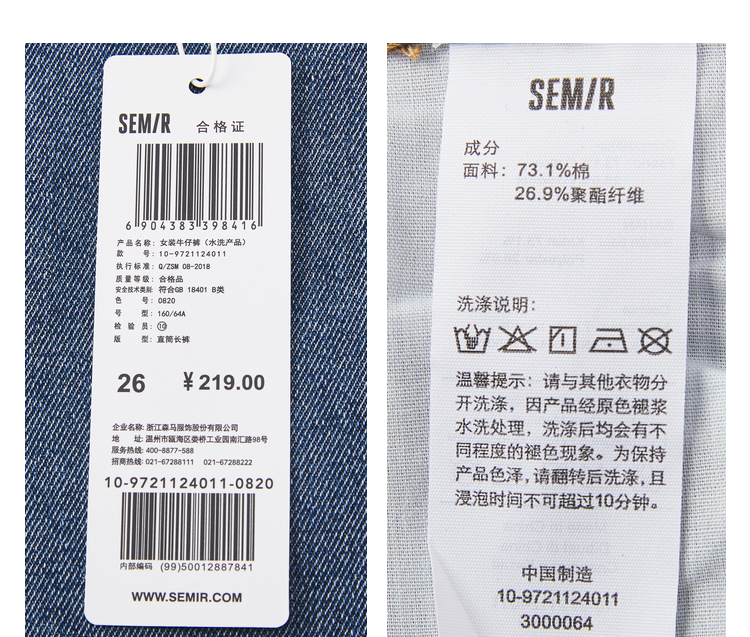 SEMIR 合格证
6 904383 398416
产品名称: 女装牛仔裤 (水洗产品)
款 号: 10-9721124011
执行标准: Q/ZSM 08-2018
质量等级: 合格品
安全技术类别: 符合GB 18401 B类
色 号: 0820
号 型: 160/64A
检 验 员: ⑩
版 型: 直筒长裤
26 ¥219.00
企业名称: 浙江森马服饰股份有限公司
地 址: 温州市瓯海区娄桥工业园南汇路98号
服务热线: 400-8877-588
招商热线: 021-67288111 021-67288222
10-9721124011-0820
内部编码 (99)50012887841
WWW.SEMIR.COM
SEMIR
成分
面料: 73.1%棉
26.9%聚酯纤维
洗涤说明:
温馨提示: 请与其他衣物分
开洗涤, 因产品经原色褪浆
水洗处理, 洗涤后均会有不
同程度的褪色现象。为保持
产品色泽, 请翻转后洗涤, 且
浸泡时间不可超过10分钟。
中国制造
10-9721124011
3000064